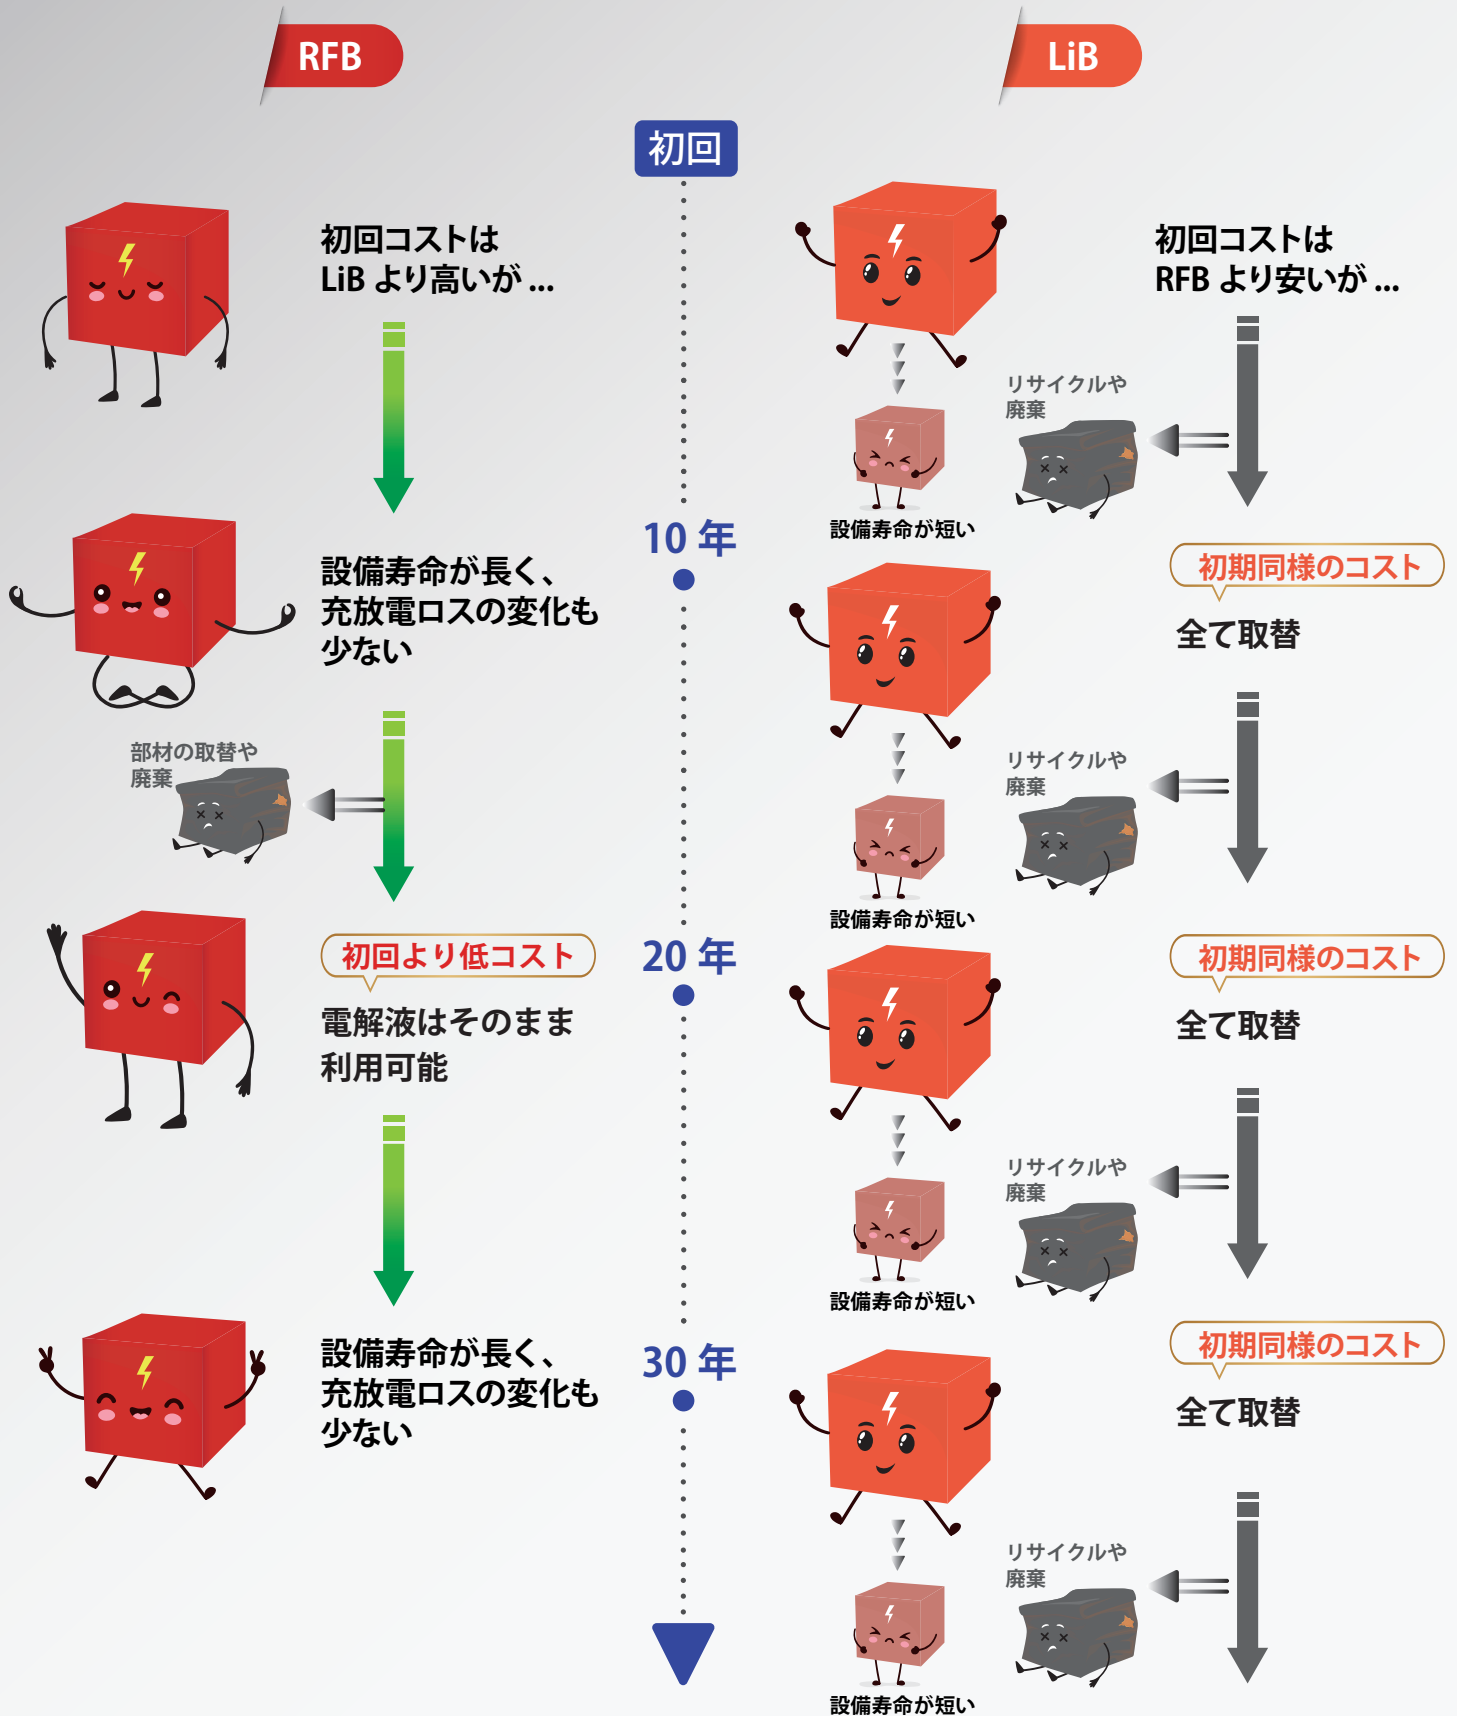 RFB
LiB
初回
初回コストは
LiB より高いが ...
初回コストは
RFB より安いが ...
リサイクルや
廃棄
設備寿命が短い
10 年
設備寿命が長く、
充放電ロスの変化も
少ない
初期同様のコスト
全て取替
部材の取替や
廃棄
リサイクルや
廃棄
設備寿命が短い
20 年
初回より低コスト
電解液はそのまま
利用可能
初期同様のコスト
全て取替
リサイクルや
廃棄
設備寿命が短い
30 年
設備寿命が長く、
充放電ロスの変化も
少ない
初期同様のコスト
全て取替
リサイクルや
廃棄
設備寿命が短い